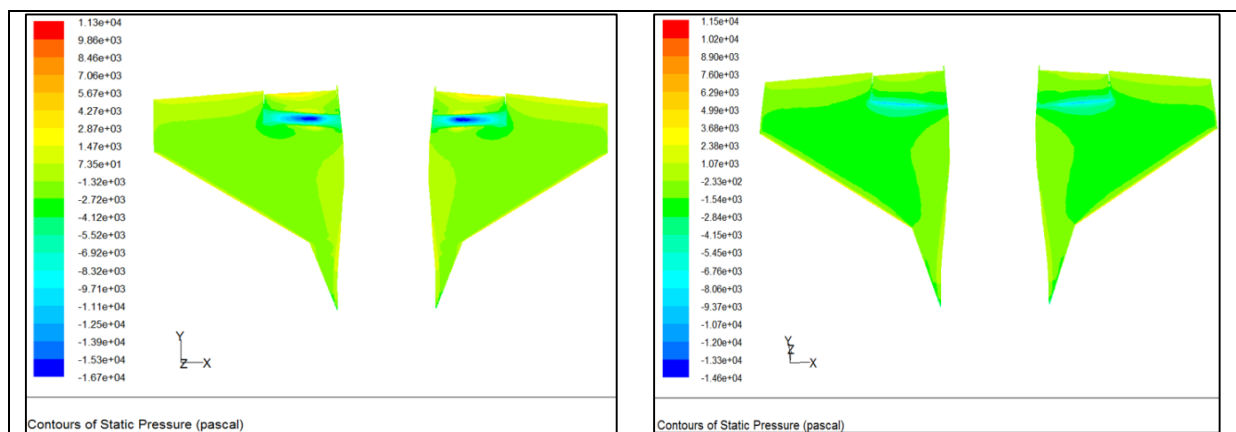 1.13e+04
9.86e+03
8.46e+03
7.06e+03
5.67e+03
4.27e+03
2.87e+03
1.47e+03
7.35e+01
-1.32e+03
-2.72e+03
-4.12e+03
-5.52e+03
-6.92e+03
-8.32e+03
-9.71e+03
-1.11e+04
-1.25e+04
-1.39e+04
-1.53e+04
-1.67e+04
Y
Z X
Contours of Static Pressure (pascal)
1.15e+04
1.02e+04
8.90e+03
7.60e+03
6.29e+03
4.99e+03
3.68e+03
2.38e+03
1.07e+03
-2.33e+02
-1.54e+03
-2.84e+03
-4.15e+03
-5.45e+03
-6.76e+03
-8.06e+03
-9.37e+03
-1.07e+04
-1.20e+04
-1.33e+04
-1.46e+04
Y
Z
X
Contours of Static Pressure (pascal)